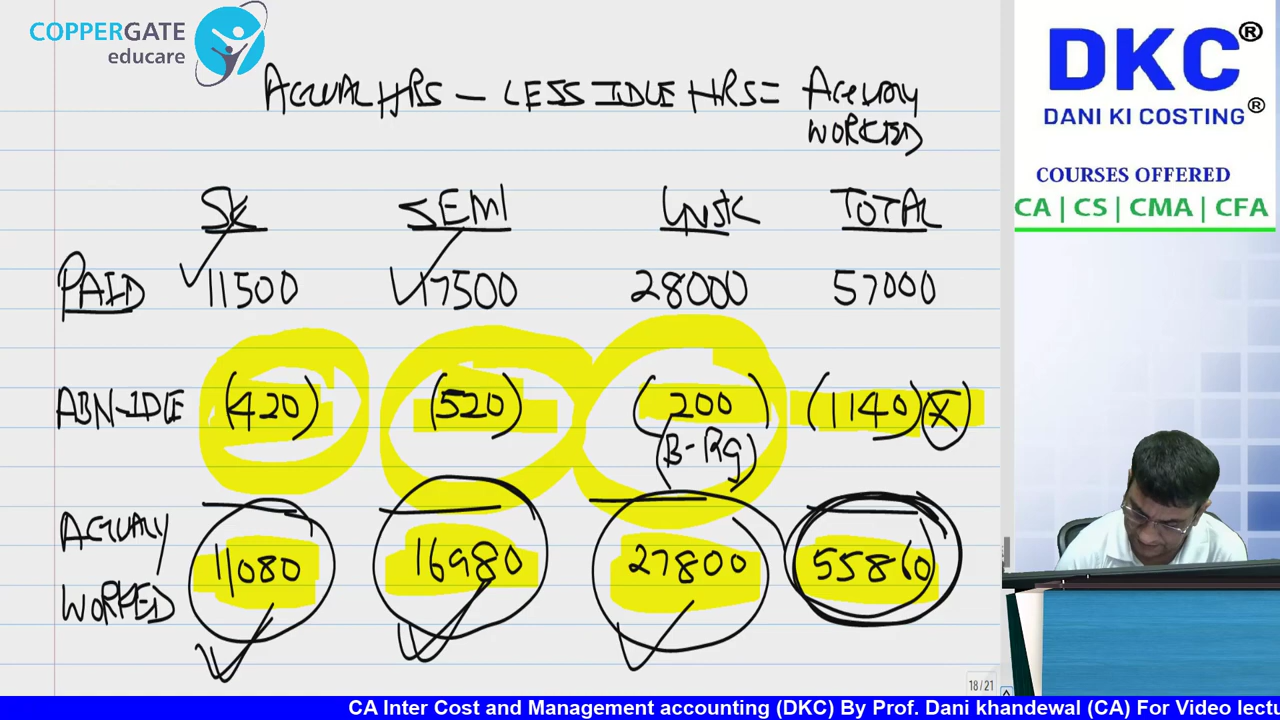 COPPERGATE
educare
ACTUAL HRS – LESS IDLE HRS = ACTUALLY
WORKED
SK SEMI UNSK TOTAL
PAID 11500 17500 28000 57000
ABN-IDLE (420) (520) (200) (1140) X
(B-Rg)
ACTUALLY
WORKED 11080 16980 27800 55860
18/21
DKC®
DANI KI COSTING®
COURSES OFFERED
CA | CS | CMA | CFA
CA Inter Cost and Management accounting (DKC) By Prof. Dani khandewal (CA) For Video lectu